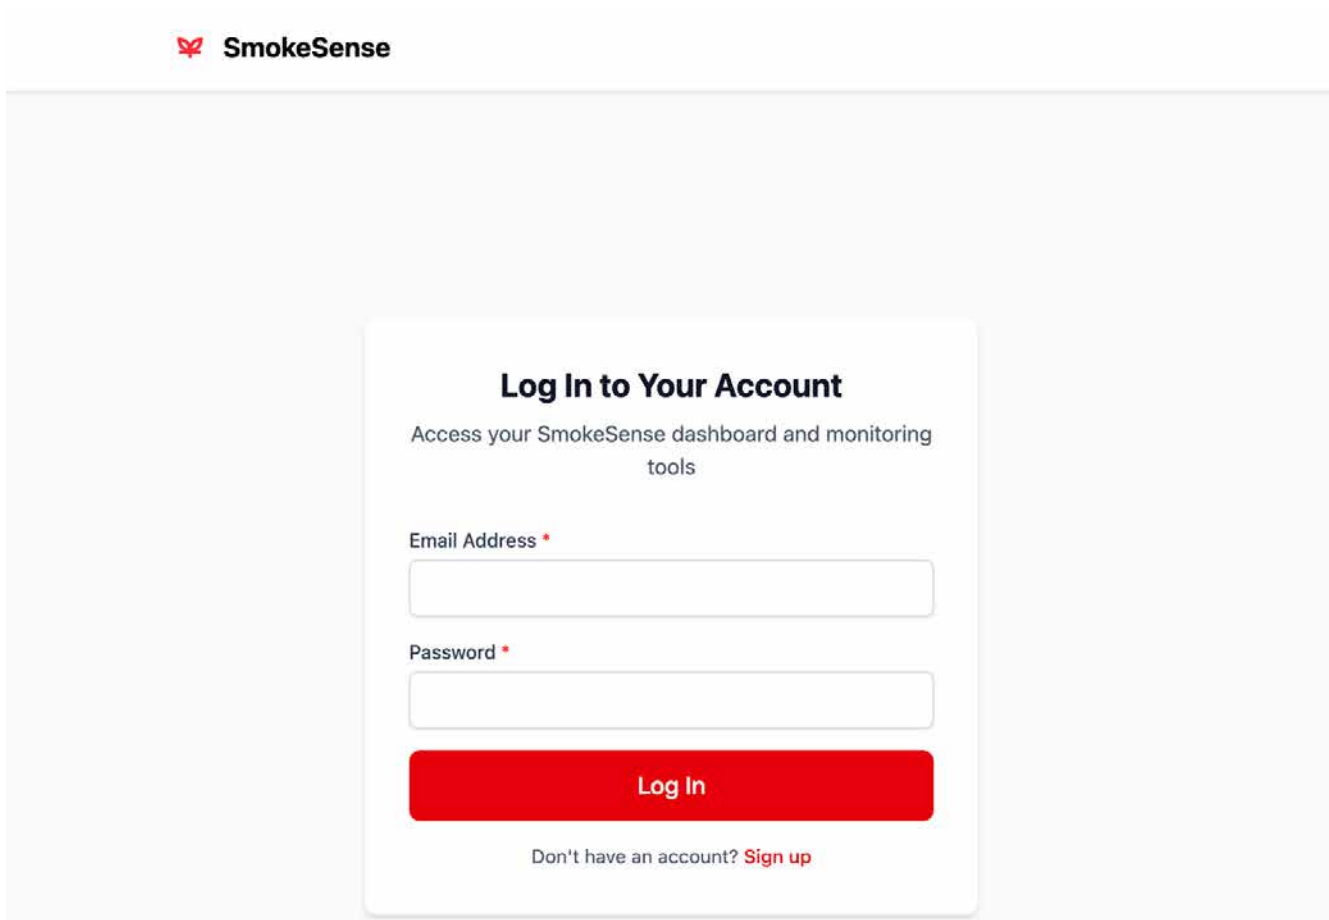 SmokeSense
Log In to Your Account
Access your SmokeSense dashboard and monitoring
tools
Email Address *
Password *
Log In
Don't have an account? Sign up